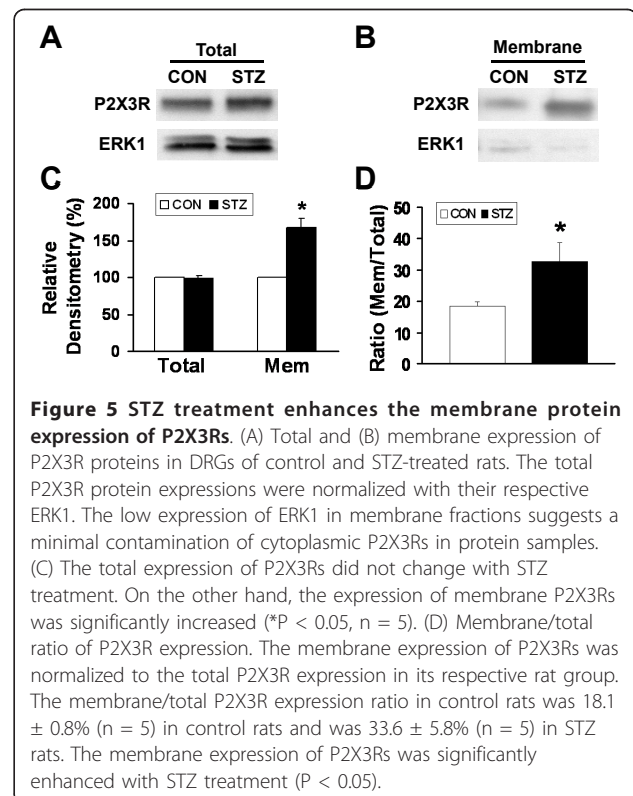 A
B
Total
Membrane
CON STZ
CON STZ
P2X3R
P2X3R
ERK1
ERK1
C
D
CON STZ
CON STZ
Relative
Densitometry (%)
200
150
100
50
0
*
Total Mem
Ratio (Mem/Total)
50
40
30
20
10
0
*
Figure 5 STZ treatment enhances the membrane protein
expression of P2X3Rs. (A) Total and (B) membrane expression of
P2X3R proteins in DRGs of control and STZ-treated rats. The total
P2X3R protein expressions were normalized with their respective
ERK1. The low expression of ERK1 in membrane fractions suggests a
minimal contamination of cytoplasmic P2X3Rs in protein samples.
(C) The total expression of P2X3Rs did not change with STZ
treatment. On the other hand, the expression of membrane P2X3Rs
was significantly increased (*P < 0.05, n = 5). (D) Membrane/total
ratio of P2X3R expression. The membrane expression of P2X3Rs was
normalized to the total P2X3R expression in its respective rat group.
The membrane/total P2X3R expression ratio in control rats was 18.1
± 0.8% (n = 5) in control rats and was 33.6 ± 5.8% (n = 5) in STZ
rats. The membrane expression of P2X3Rs was significantly
enhanced with STZ treatment (P < 0.05).